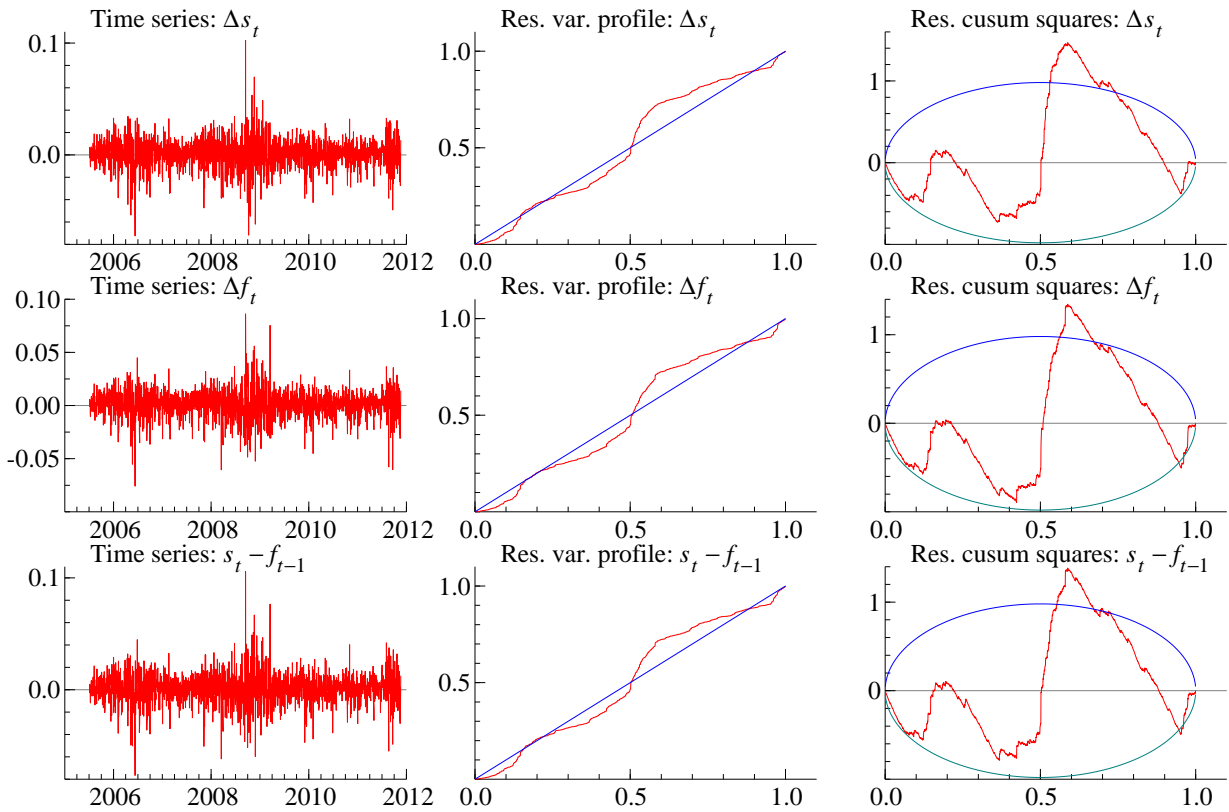 Time series: Δs_t
Res. var. profile: Δs_t
Res. cusum squares: Δs_t
0.1
0.0
2006 2008 2010 2012
1.0
0.5
0.0 0.5 1.0
1
0
0.0 0.5 1.0
Time series: Δf_t
Res. var. profile: Δf_t
Res. cusum squares: Δf_t
0.10
0.05
0.00
-0.05
2006 2008 2010 2012
1.0
0.5
0.0 0.5 1.0
1
0
0.0 0.5 1.0
Time series: s_t − f_{t−1}
Res. var. profile: s_t − f_{t−1}
Res. cusum squares: s_t − f_{t−1}
0.1
0.0
2006 2008 2010 2012
1.0
0.5
0.0 0.5 1.0
1
0
0.0 0.5 1.0